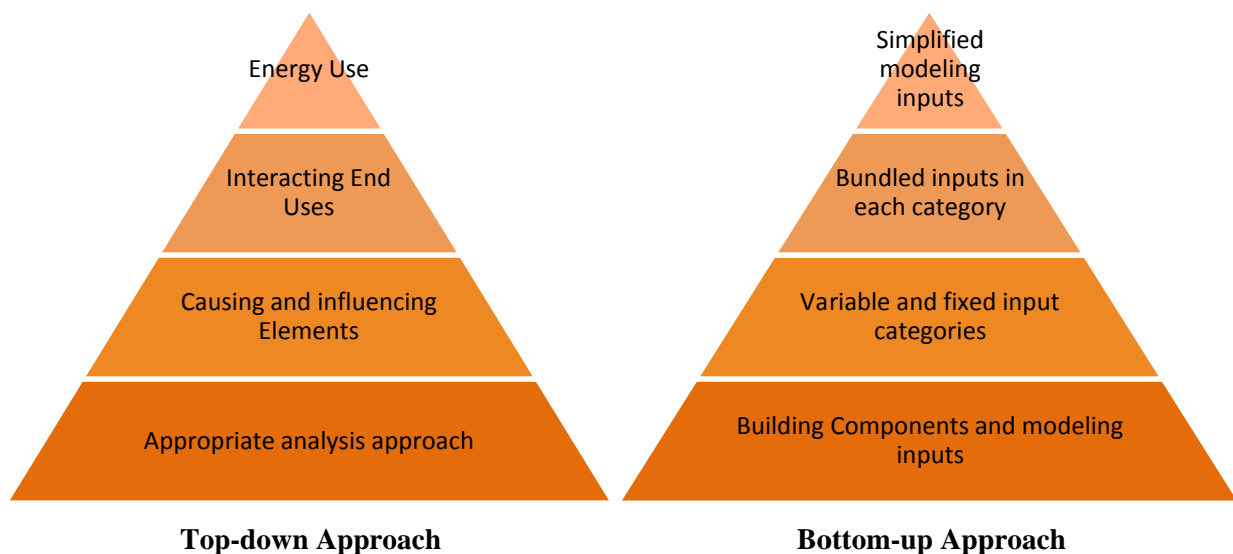 Energy Use
Interacting End
Uses
Causing and influencing
Elements
Appropriate analysis approach
Top-down Approach
Simplified
modeling
inputs
Bundled inputs in
each category
Variable and fixed input
categories
Building Components and modeling
inputs
Bottom-up Approach